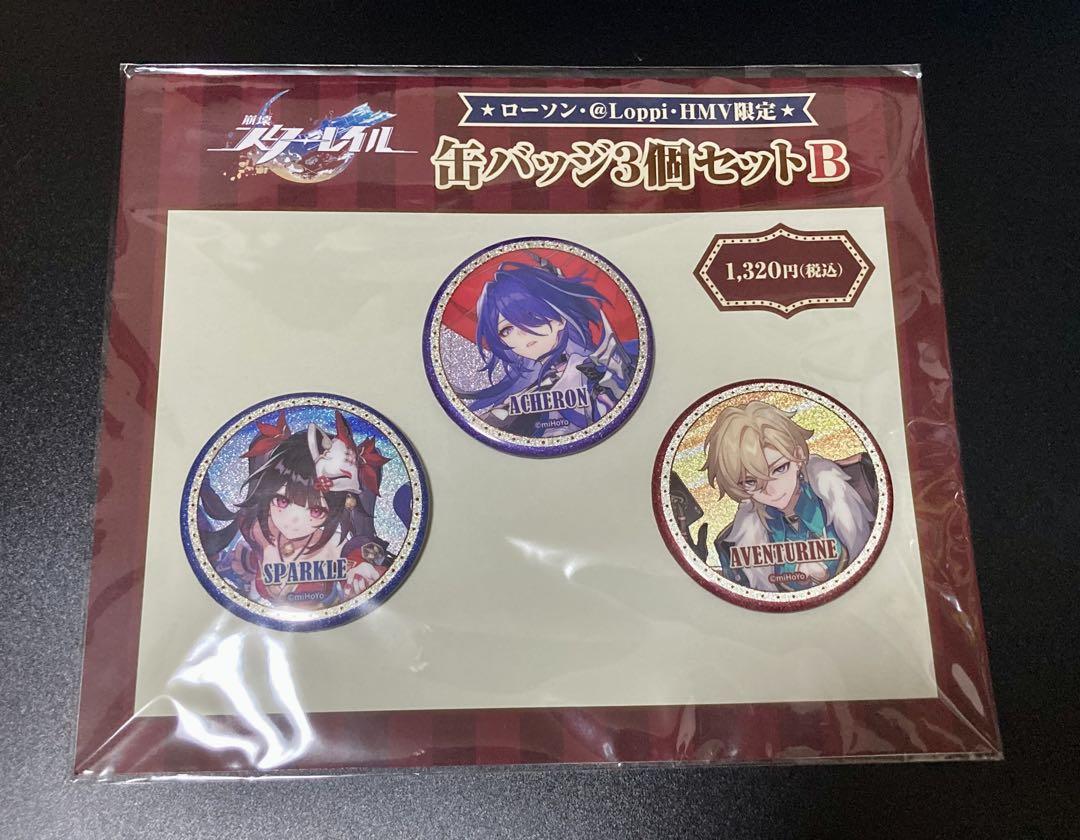 崩壊
スターレイル
★ローソン・@Loppi・HMV限定★
缶バッジ3個セットB
1,320円(税込)
ACHERON
©miHoYo
SPARKLE
©miHoYo
AVENTURINE
©miHoYo